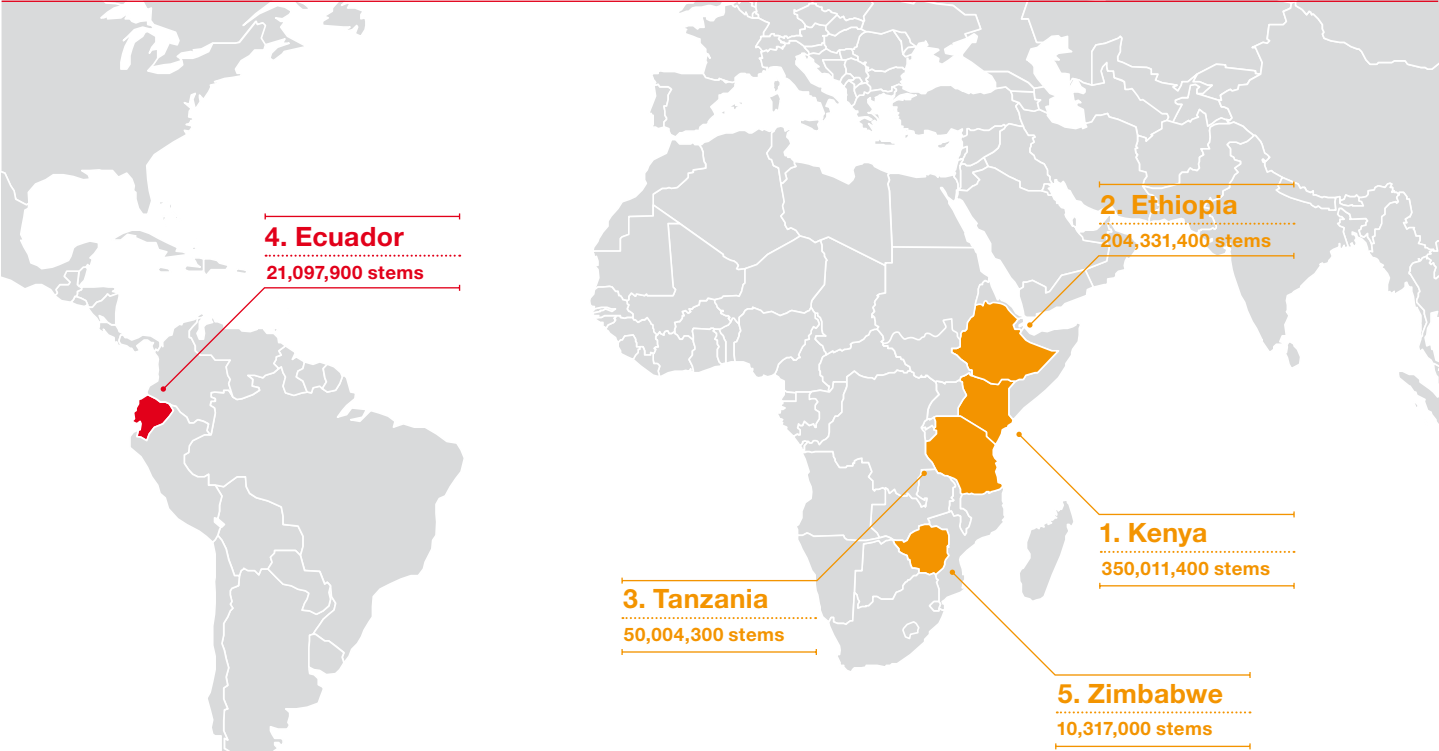 4. Ecuador
21,097,900 stems
2. Ethiopia
204,331,400 stems
1. Kenya
350,011,400 stems
3. Tanzania
50,004,300 stems
5. Zimbabwe
10,317,000 stems